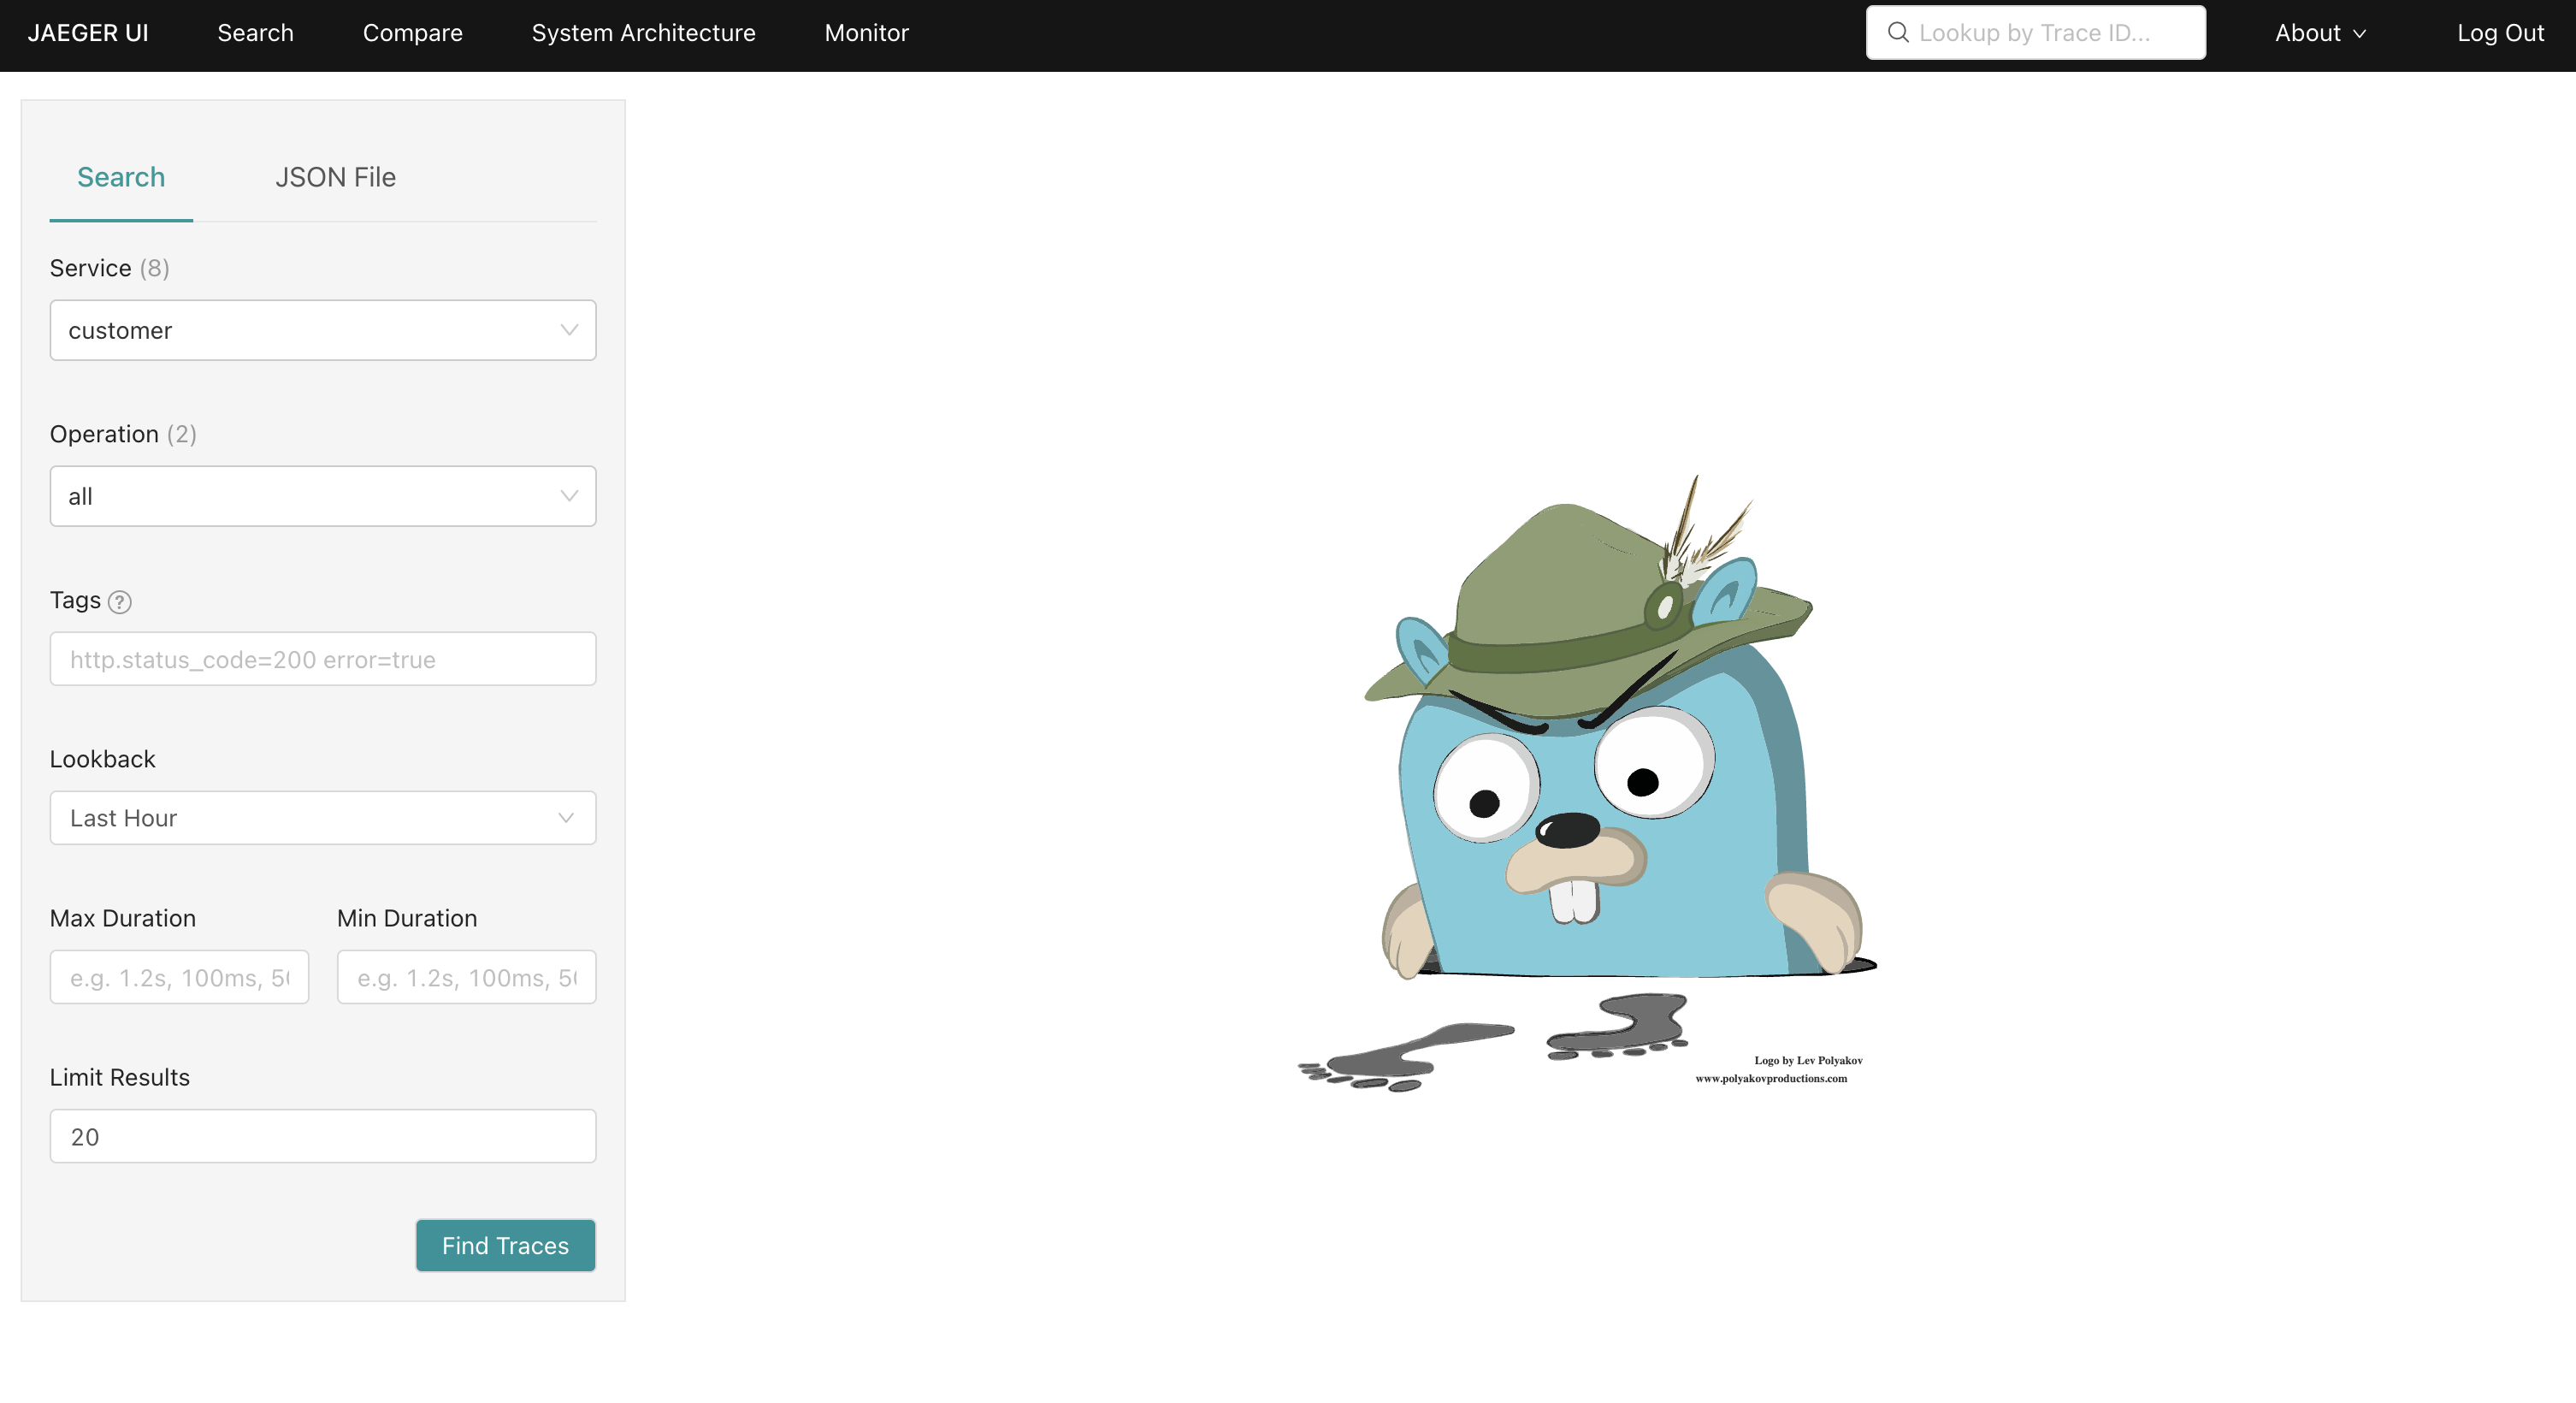 JAEGER UI Search Compare System Architecture Monitor Lookup by Trace ID... About Log Out
Search JSON File
Service (8)
customer
Operation (2)
all
Tags ?
http.status_code=200 error=true
Lookback
Last Hour
Max Duration Min Duration
e.g. 1.2s, 100ms, 5 e.g. 1.2s, 100ms, 5
Limit Results
20
Find Traces
Logo by Lev Polyakov
www.polyakovproductions.com